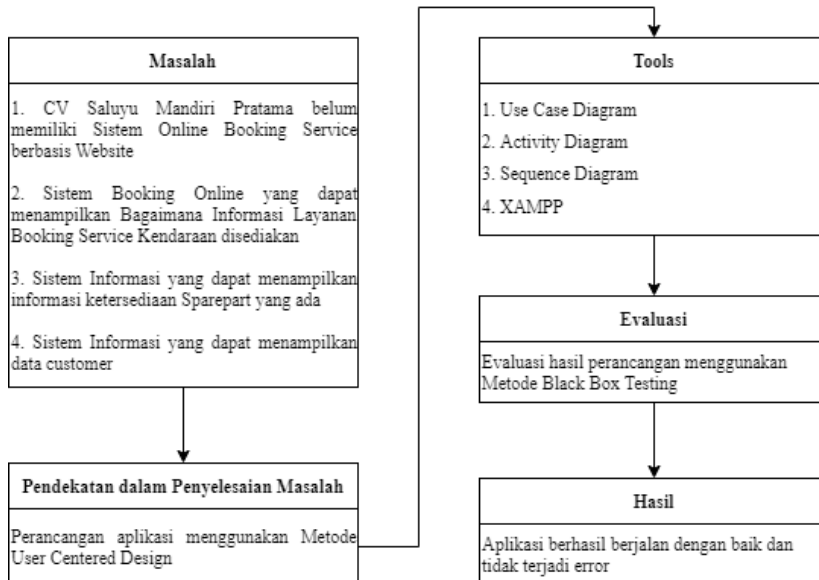 Masalah
1. CV Saluyu Mandiri Pratama belum
memiliki Sistem Online Booking Service
berbasis Website
2. Sistem Booking Online yang dapat
menampilkan Bagaimana Informasi Layanan
Booking Service Kendaraan disediakan
3. Sistem Informasi yang dapat menampilkan
informasi ketersediaan Sparepart yang ada
4. Sistem Informasi yang dapat menampilkan
data customer
Pendekatan dalam Penyelesaian Masalah
Perancangan aplikasi menggunakan Metode
User Centered Design
Tools
1. Use Case Diagram
2. Activity Diagram
3. Sequence Diagram
4. XAMPP
Evaluasi
Evaluasi hasil perancangan menggunakan
Metode Black Box Testing
Hasil
Aplikasi berhasil berjalan dengan baik dan
tidak terjadi error